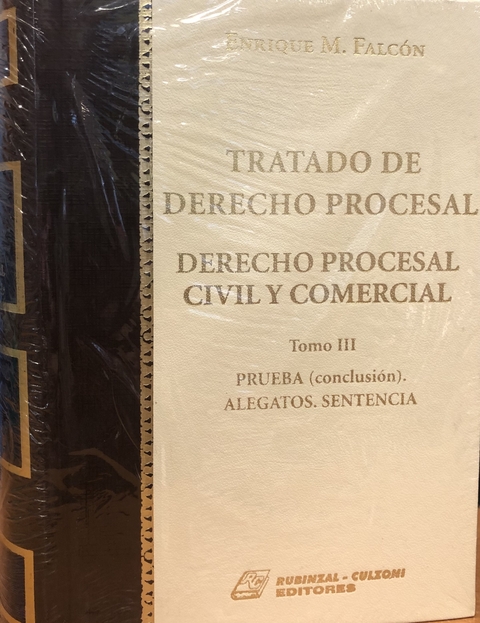 ENRIQUE M. FALCÓN
TRATADO DE
DERECHO PROCESAL
DERECHO PROCESAL
CIVIL Y COMERCIAL
Tomo III
PRUEBA (conclusión).
ALEGATOS. SENTENCIA
RC
RUBINZAL - CULZONI
EDITORES